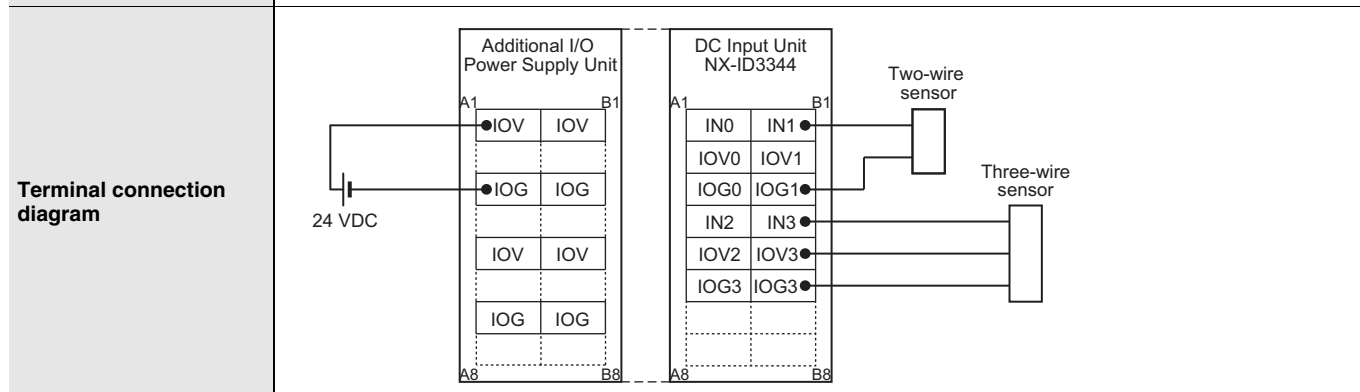 Terminal connection
diagram
Additional I/O
Power Supply Unit
A1 B1
IOV IOV
IOG IOG
IOV IOV
IOG IOG
A8 B8
24 VDC
DC Input Unit
NX-ID3344
A1 B1
IN0 IN1
IOV0 IOV1
IOG0 IOG1
IN2 IN3
IOV2 IOV3
IOG3 IOG3
A8 B8
Two-wire
sensor
Three-wire
sensor